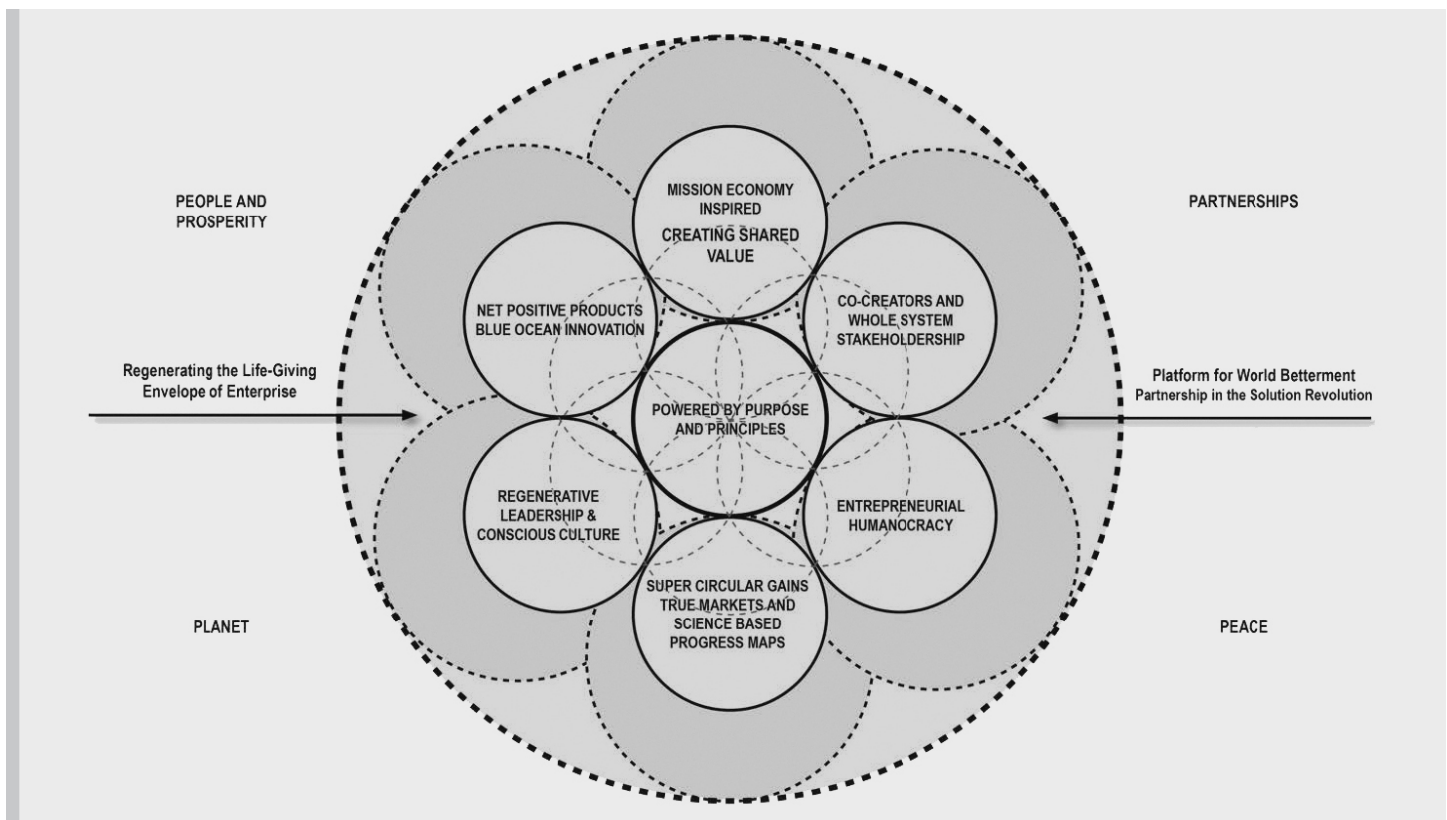 PEOPLE AND
PROSPERITY
PARTNERSHIPS
MISSION ECONOMY
INSPIRED
CREATING SHARED
VALUE
NET POSITIVE PRODUCTS
BLUE OCEAN INNOVATION
CO-CREATORS AND
WHOLE SYSTEM
STAKEHOLDERSHIP
Regenerating the Life-Giving
Envelope of Enterprise
POWERED BY PURPOSE
AND PRINCIPLES
Platform for World Betterment
Partnership in the Solution Revolution
REGENERATIVE
LEADERSHIP &
CONSCIOUS CULTURE
ENTREPRENEURIAL
HUMANOCRACY
SUPER CIRCULAR GAINS
TRUE MARKETS AND
SCIENCE BASED
PROGRESS MAPS
PLANET
PEACE